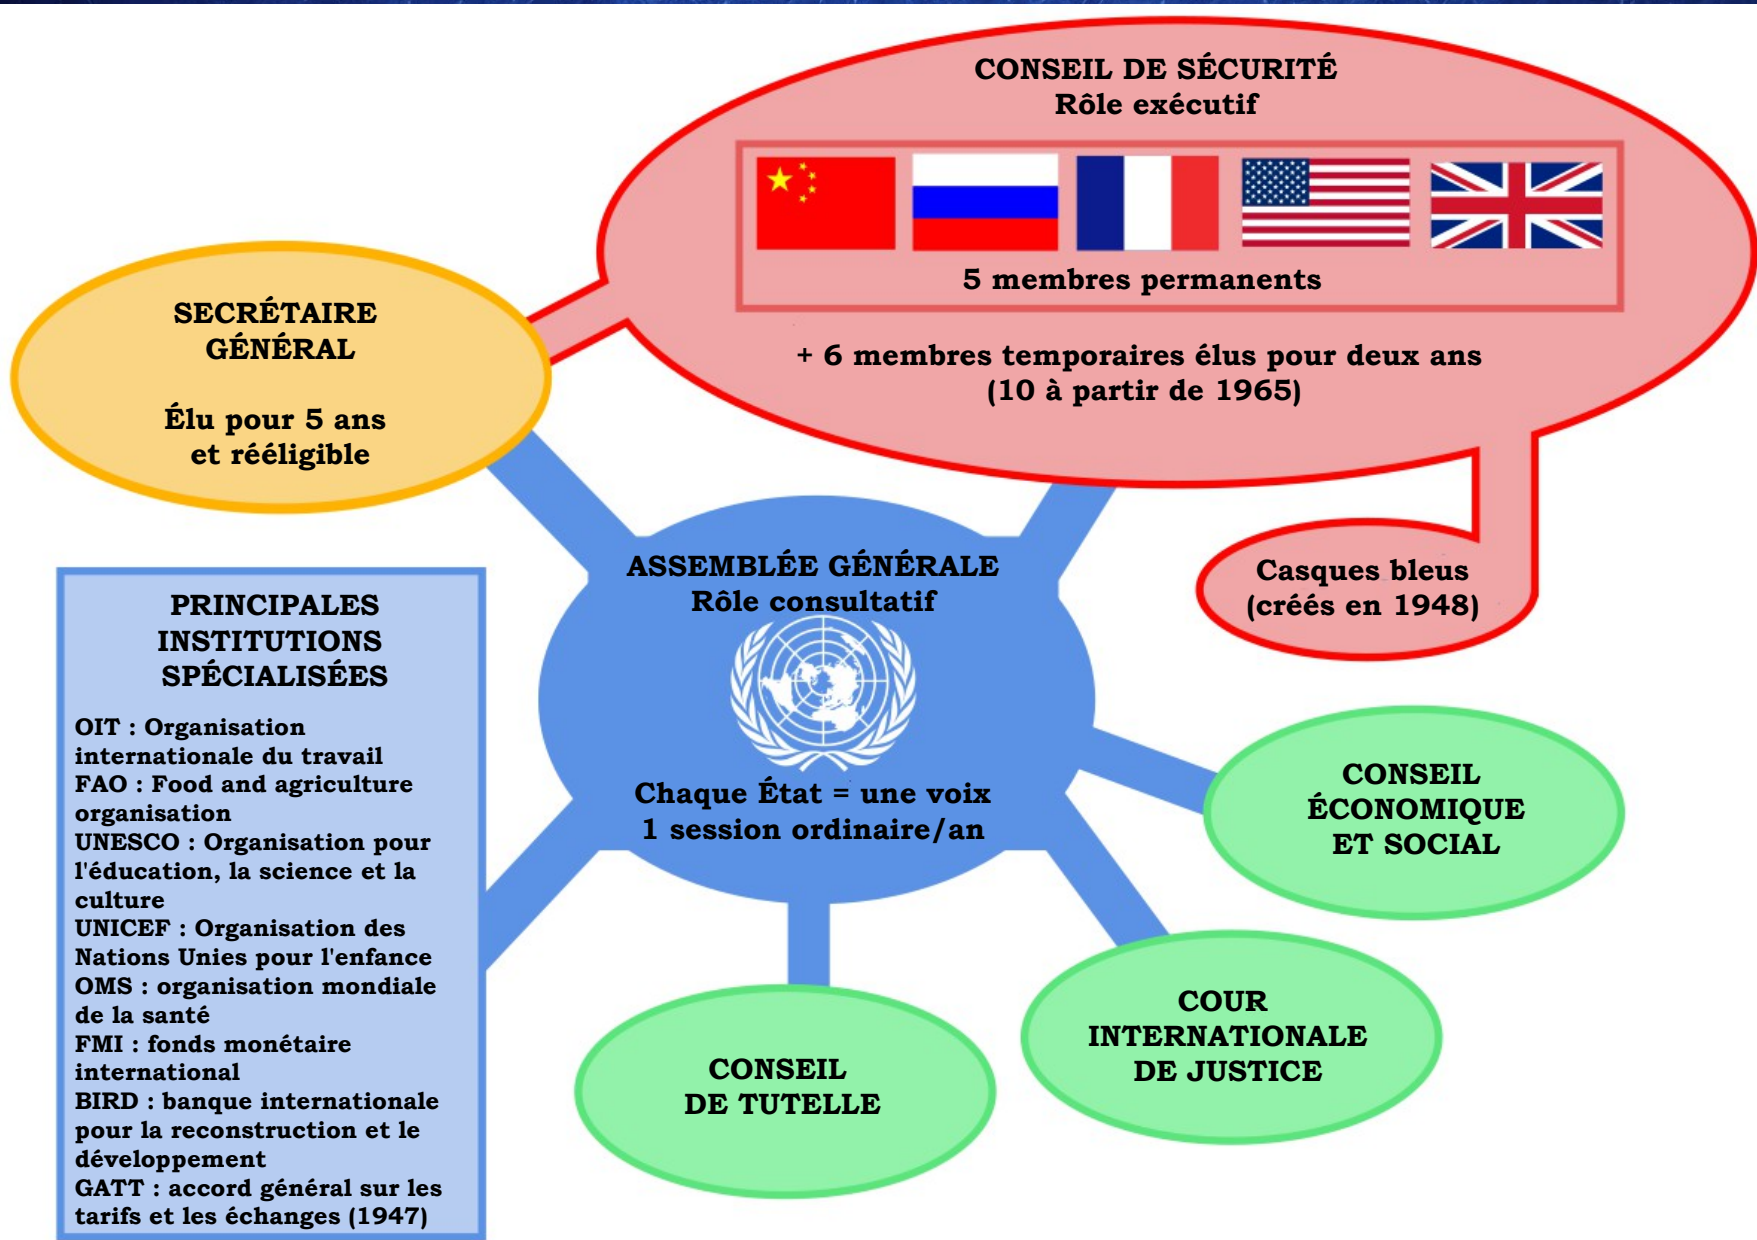 CONSEIL DE SÉCURITÉ
Rôle exécutif
5 membres permanents
+ 6 membres temporaires élus pour deux ans
(10 à partir de 1965)
SECRÉTAIRE
GÉNÉRAL
Élu pour 5 ans
et rééligible
Casques bleus
(créés en 1948)
ASSEMBLÉE GÉNÉRALE
Rôle consultatif
Chaque État = une voix
1 session ordinaire/an
PRINCIPALES
INSTITUTIONS
SPÉCIALISÉES
OIT : Organisation
internationale du travail
FAO : Food and agriculture
organisation
UNESCO : Organisation pour
l'éducation, la science et la
culture
UNICEF : Organisation des
Nations Unies pour l'enfance
OMS : organisation mondiale
de la santé
FMI : fonds monétaire
international
BIRD : banque internationale
pour la reconstruction et le
développement
GATT : accord général sur les
tarifs et les échanges (1947)
CONSEIL
ÉCONOMIQUE
ET SOCIAL
COUR
INTERNATIONALE
DE JUSTICE
CONSEIL
DE TUTELLE